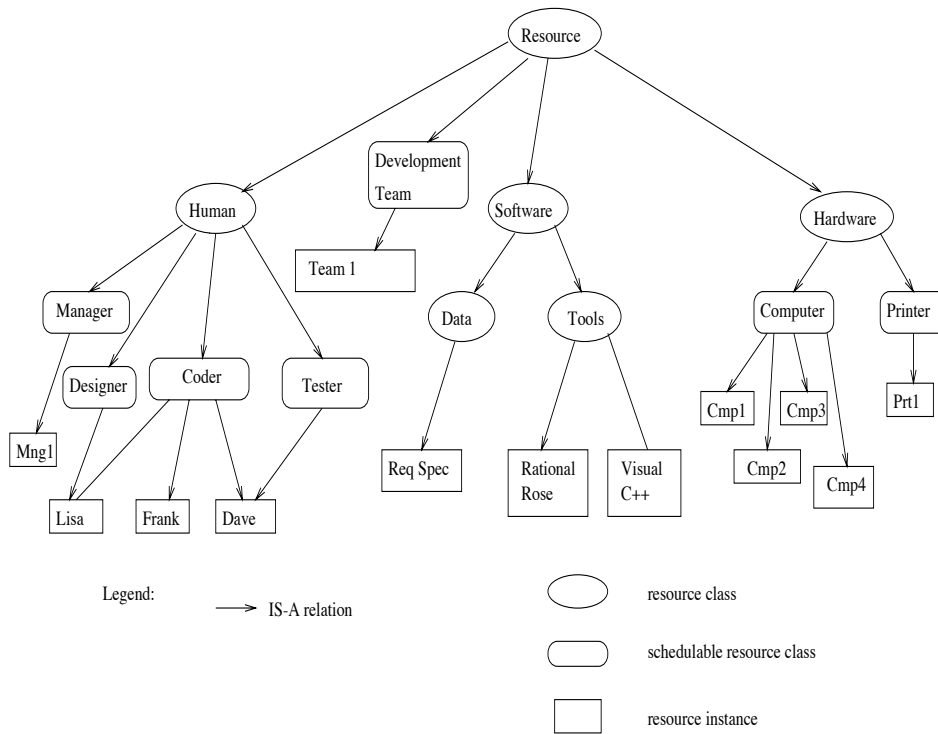 Resource
Development
Team
Human
Software
Hardware
Team 1
Manager
Data
Tools
Computer
Printer
Designer
Coder
Tester
Cmp1
Cmp3
Prt1
Mng1
Req Spec
Rational
Rose
Visual
C++
Cmp2
Cmp4
Lisa
Frank
Dave
Legend:
IS-A relation
resource class
schedulable resource class
resource instance